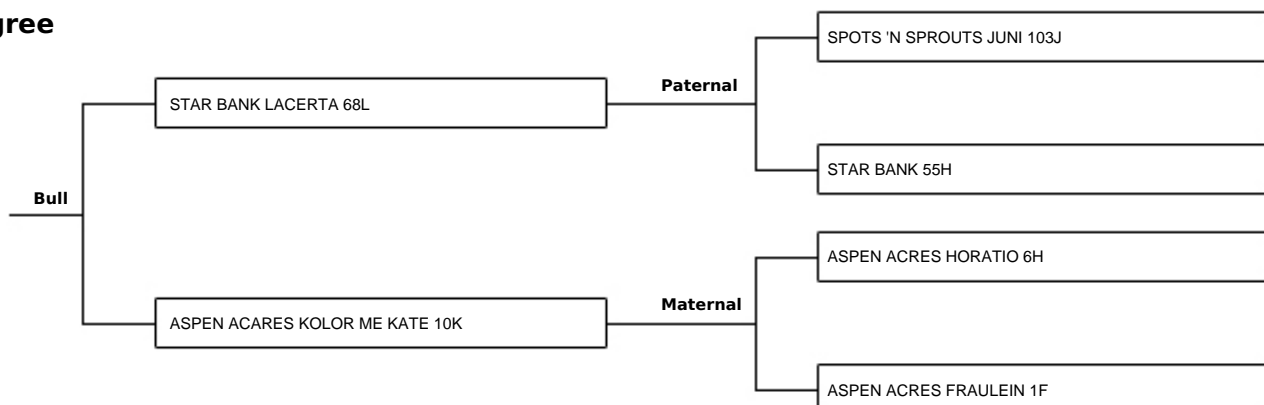 gree
SPOTS 'N SPROUTS JUNI 103J
Paternal
STAR BANK LACERTA 68L
STAR BANK 55H
Bull
ASPEN ACRES HORATIO 6H
Maternal
ASPEN ACARES KOLOR ME KATE 10K
ASPEN ACRES FRAULEIN 1F